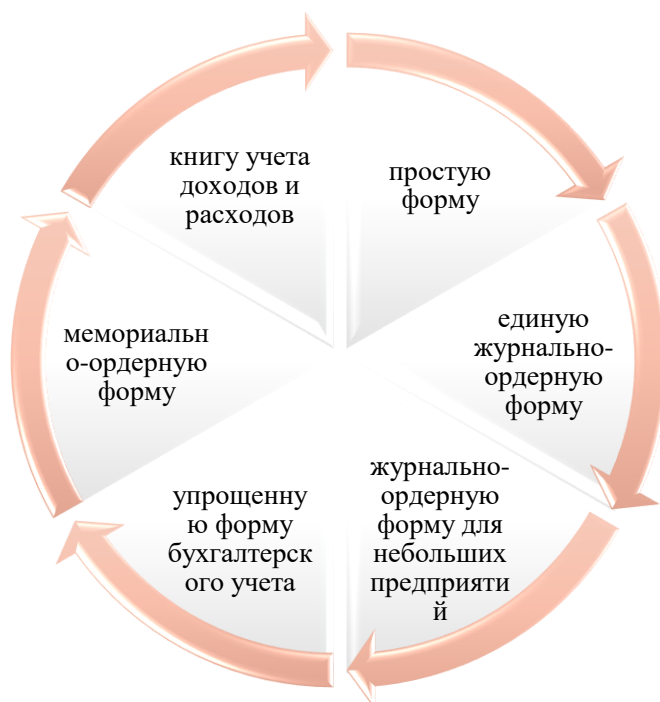 книгу учета
доходов и
расходов
простую
форму
единую
журнально-
ордерную
форму
журнально-
ордерную
форму для
небольших
предприяти
й
упрощенну
ю форму
бухгалтерск
ого учета
мемориальн
о-ордерную
форму